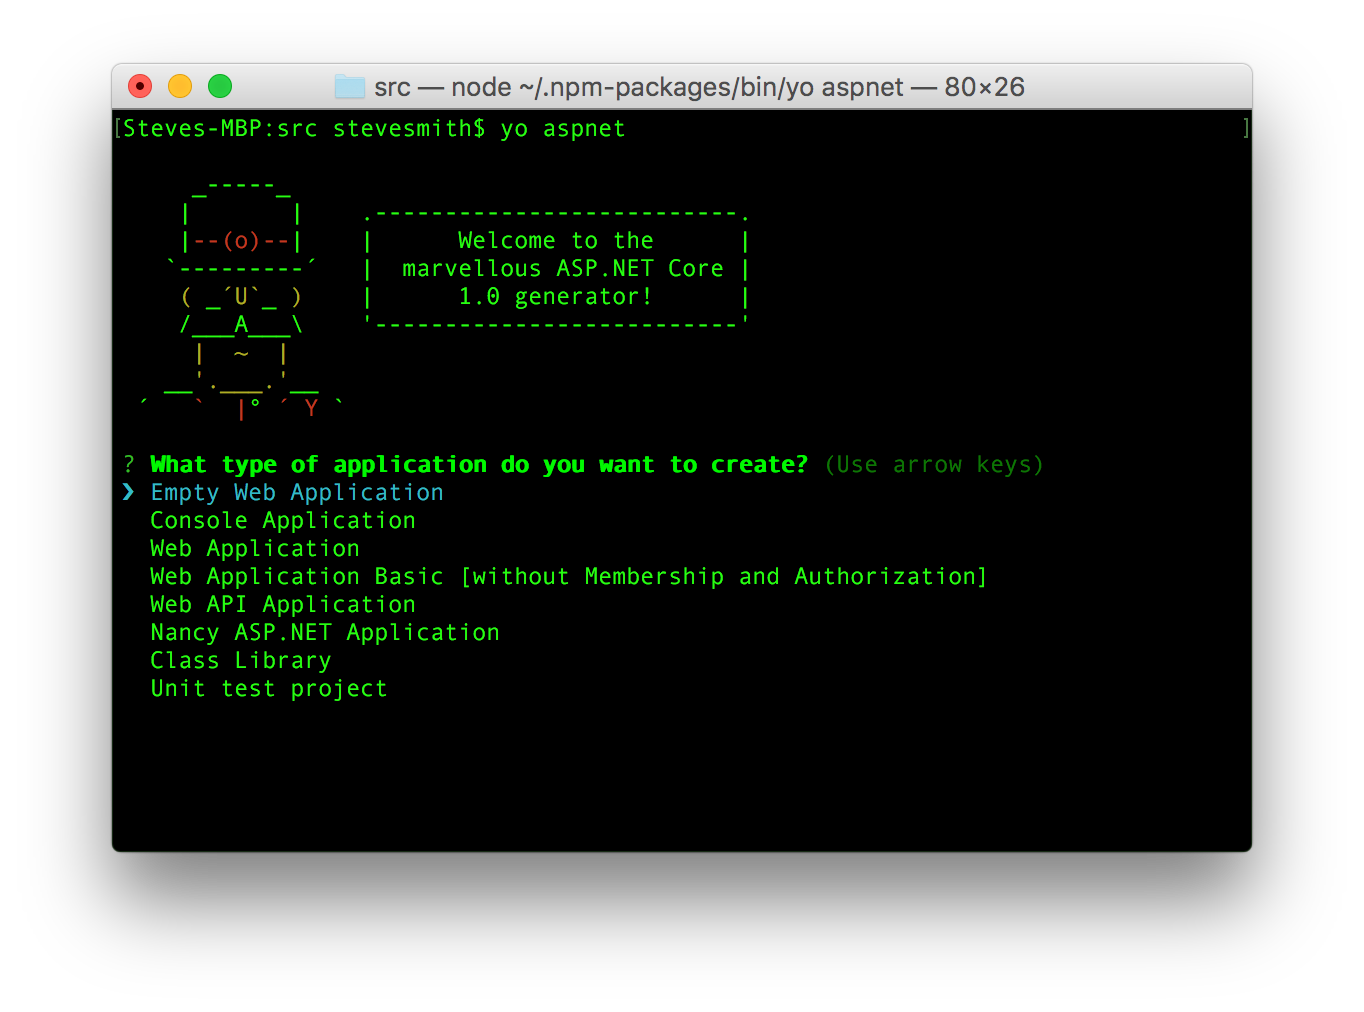 src — node ~/.npm-packages/bin/yo aspnet — 80×26
[Steves-MBP:src stevesmith$ yo aspnet ]
     _-----_
    |       |    .--------------------------.
    |--(o)--|    |      Welcome to the      |
   `---------´   |  marvellous ASP.NET Core |
    ( _´U`_ )    |      1.0 generator!      |
    /___A___\    '--------------------------'
     |  ~  |
   __'.___.'__
 ´   `  |° ´ Y `
? What type of application do you want to create? (Use arrow keys)
❯ Empty Web Application
  Console Application
  Web Application
  Web Application Basic [without Membership and Authorization]
  Web API Application
  Nancy ASP.NET Application
  Class Library
  Unit test project